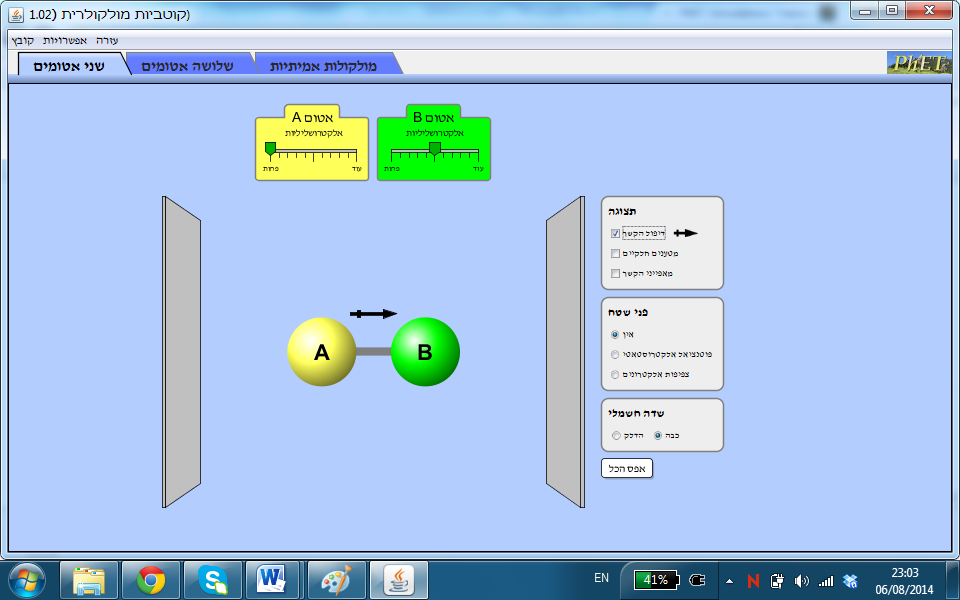 (קוטביות מולקולרית (1.02
קובץ אפשרויות עזרה
שני אטומים
שלושה אטומים
מולקולות אמיתיות
PhET
אטום A
אלקטרושליליות
פחות
עוד
אטום B
אלקטרושליליות
פחות
עוד
תצוגה
דיפול הקשר
מטענים חלקיים
מאפייני הקשר
פני שטח
אין
פוטנציאל אלקטרוסטאטי
צפיפות אלקטרונים
שדה חשמלי
הדלק
כבה
אפס הכל
A
B
EN
41%
23:03
06/08/2014